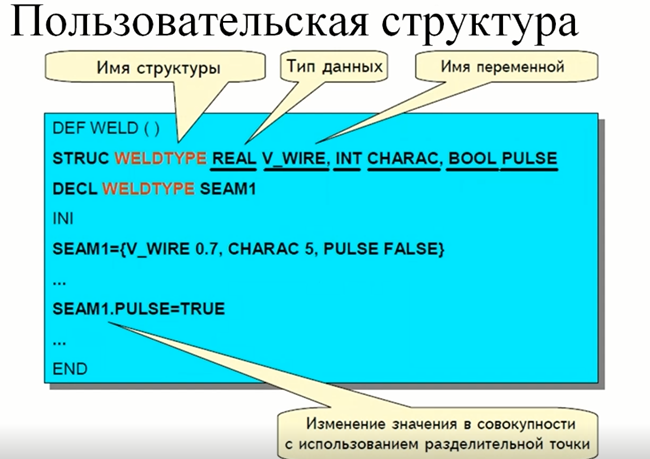 Пользовательская структура
Имя структуры
Тип данных
Имя переменной
DEF WELD ( )
STRUC WELDTYPE REAL V_WIRE, INT CHARAC, BOOL PULSE
DECL WELDTYPE SEAM1
INI
SEAM1={V_WIRE 0.7, CHARAC 5, PULSE FALSE}
...
SEAM1.PULSE=TRUE
...
END
Изменение значения в совокупности
с использованием разделительной точки